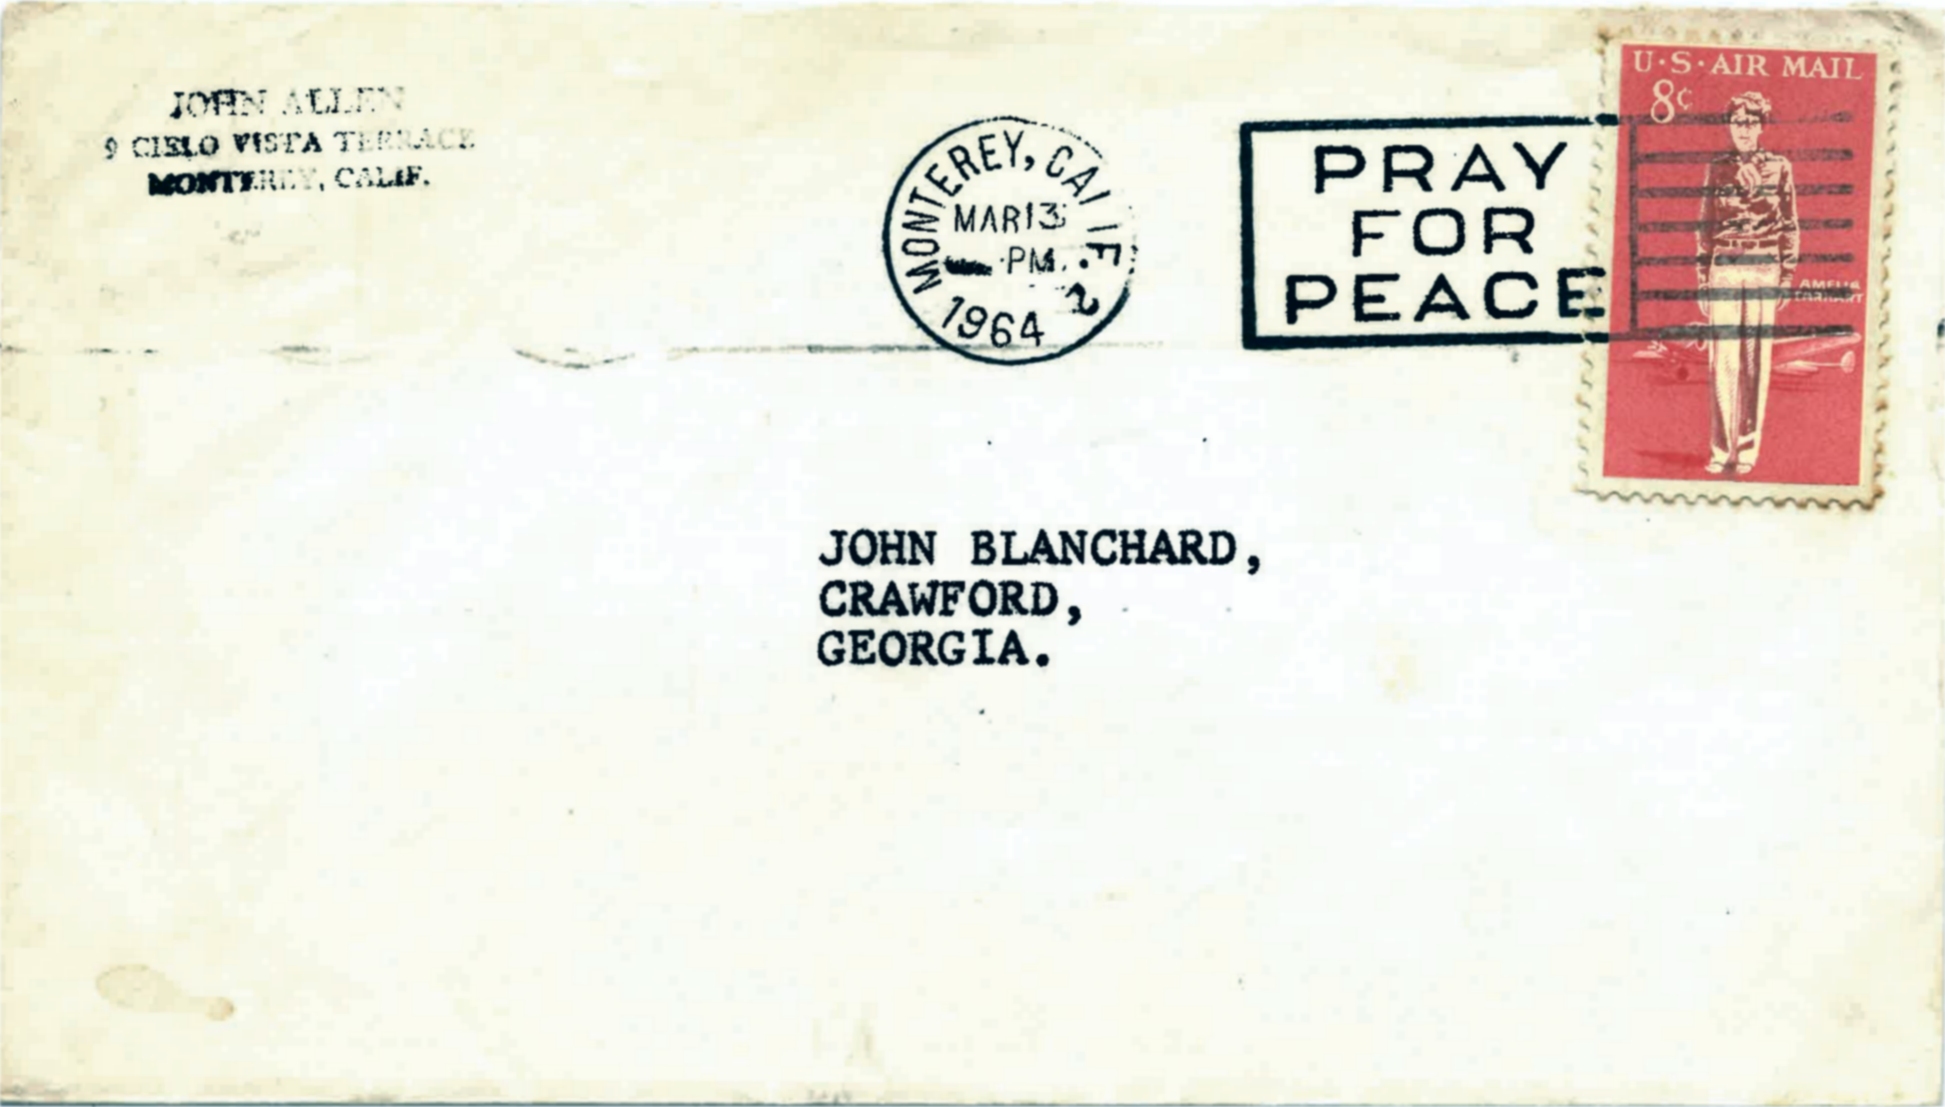 JOHN ALLEN
9 CIELO VISTA TERRACE
MONTEREY, CALIF.
MONTEREY, CALIF. 2
MAR 13
PM
1964
PRAY
FOR
PEACE
U·S·AIR MAIL
8¢
AMELIA
EARHART
JOHN BLANCHARD,
CRAWFORD,
GEORGIA.